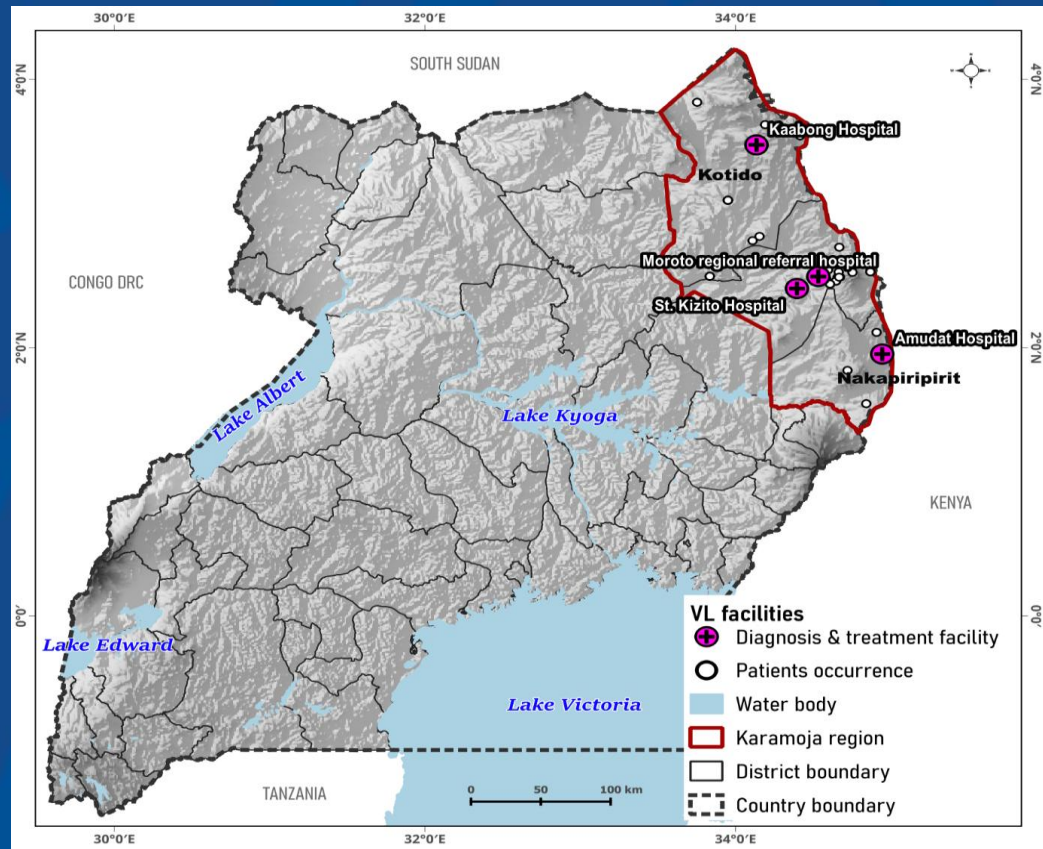 30°0'E
32°0'E
34°0'E
4°0'N
4°0'N
SOUTH SUDAN
Kaabong Hospital
Kotido
CONGO DRC
Moroto regional referral hospital
St. Kizito Hospital
2°0'N
Amudat Hospital
2°0'N
Nakapiripirit
Lake Albert
Lake Kyoga
KENYA
0°0'
0°0'
Lake Edward
Lake Victoria
TANZANIA
0 50 100 km
VL facilities
Diagnosis & treatment facility
Patients occurrence
Water body
Karamoja region
District boundary
Country boundary
30°0'E
32°0'E
34°0'E